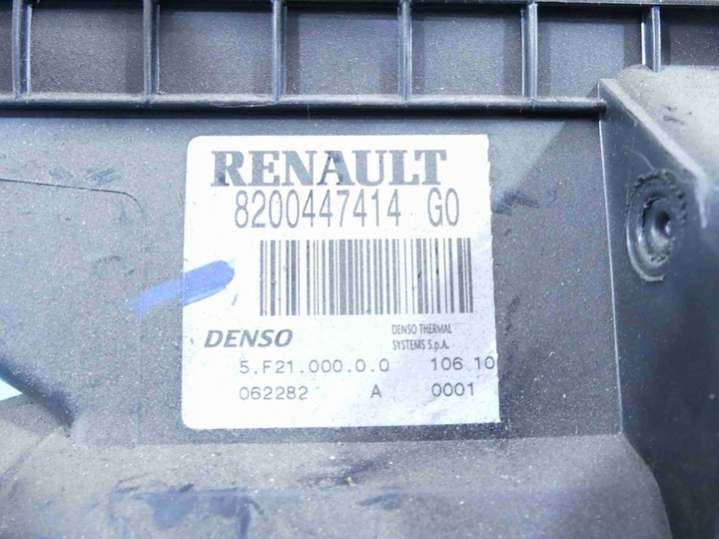 RENAULT
8200447414 G0
DENSO
DENSO THERMAL
SYSTEMS S.p.A.
5.F21.000.0.0 106 10
062282 A 0001